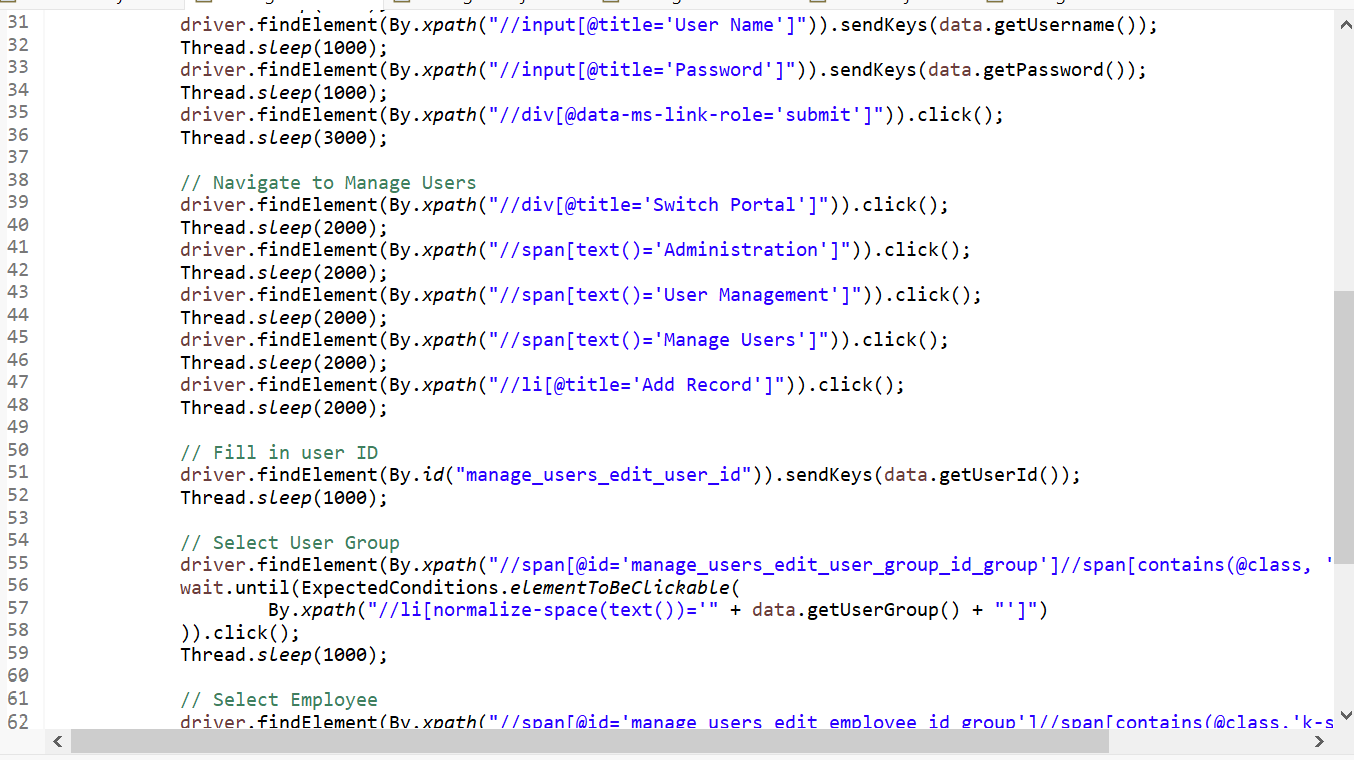 31 driver.findElement(By.xpath("//input[@title='User Name']")).sendKeys(data.getUsername());
32 Thread.sleep(1000);
33 driver.findElement(By.xpath("//input[@title='Password']")).sendKeys(data.getPassword());
34 Thread.sleep(1000);
35 driver.findElement(By.xpath("//div[@data-ms-link-role='submit']")).click();
36 Thread.sleep(3000);
37
38 // Navigate to Manage Users
39 driver.findElement(By.xpath("//div[@title='Switch Portal']")).click();
40 Thread.sleep(2000);
41 driver.findElement(By.xpath("//span[text()='Administration']")).click();
42 Thread.sleep(2000);
43 driver.findElement(By.xpath("//span[text()='User Management']")).click();
44 Thread.sleep(2000);
45 driver.findElement(By.xpath("//span[text()='Manage Users']")).click();
46 Thread.sleep(2000);
47 driver.findElement(By.xpath("//li[@title='Add Record']")).click();
48 Thread.sleep(2000);
49
50 // Fill in user ID
51 driver.findElement(By.id("manage_users_edit_user_id")).sendKeys(data.getUserId());
52 Thread.sleep(1000);
53
54 // Select User Group
55 driver.findElement(By.xpath("//span[@id='manage_users_edit_user_group_id_group']//span[contains(@class, '
56 wait.until(ExpectedConditions.elementToBeClickable(
57 By.xpath("//li[normalize-space(text())='" + data.getUserGroup() + "']")
58 )).click();
59 Thread.sleep(1000);
60
61 // Select Employee
62 driver.findElement(By.xpath("//span[@id='manage_users_edit_employee_id_group']//span[contains(@class,'k-s